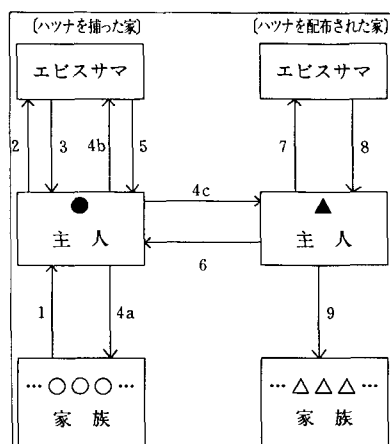 〔ハツナを捕った家〕 〔ハツナを配布された家〕
エビスサマ エビスサマ
2 3 4b 5 7 8
4c
主人 主人
6
1 4a 9
… ○○○ … … △△△ …
家族 家族